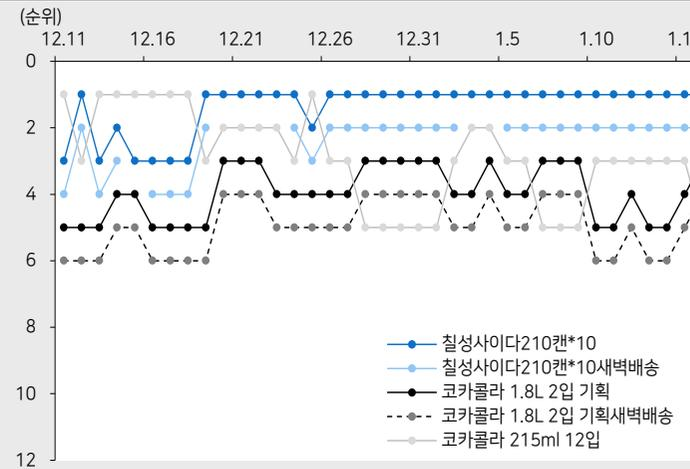 (순위)
12.11 12.16 12.21 12.26 12.31 1.5 1.10
0
2
4
6
8
10
12
칠성사이다210캔*10
칠성사이다210캔*10새벽배송
코카콜라 1.8L 2입 기획
코카콜라 1.8L 2입 기획새벽배송
코카콜라 215ml 12입